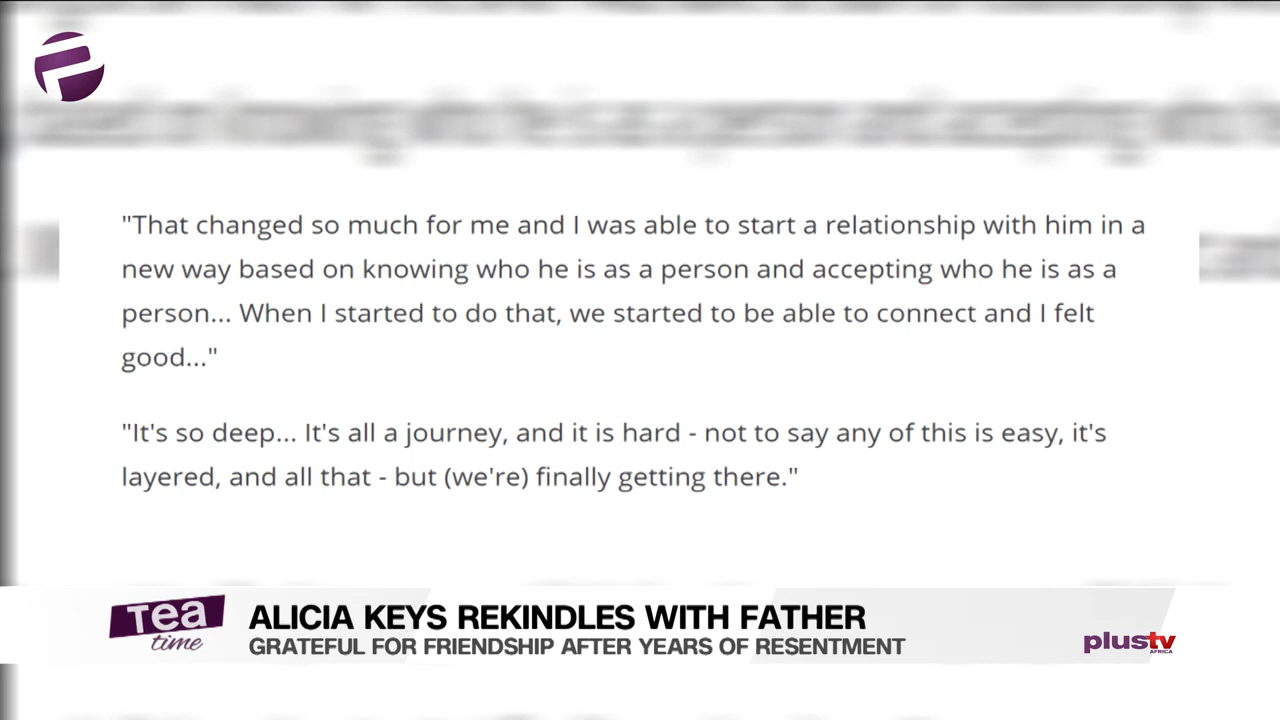 "That changed so much for me and I was able to start a relationship with him in a
new way based on knowing who he is as a person and accepting who he is as a
person... When I started to do that, we started to be able to connect and I felt
good..."
"It's so deep... It's all a journey, and it is hard - not to say any of this is easy, it's
layered, and all that - but (we're) finally getting there."
Tea
time
ALICIA KEYS REKINDLES WITH FATHER
GRATEFUL FOR FRIENDSHIP AFTER YEARS OF RESENTMENT
plustv
AFRICA